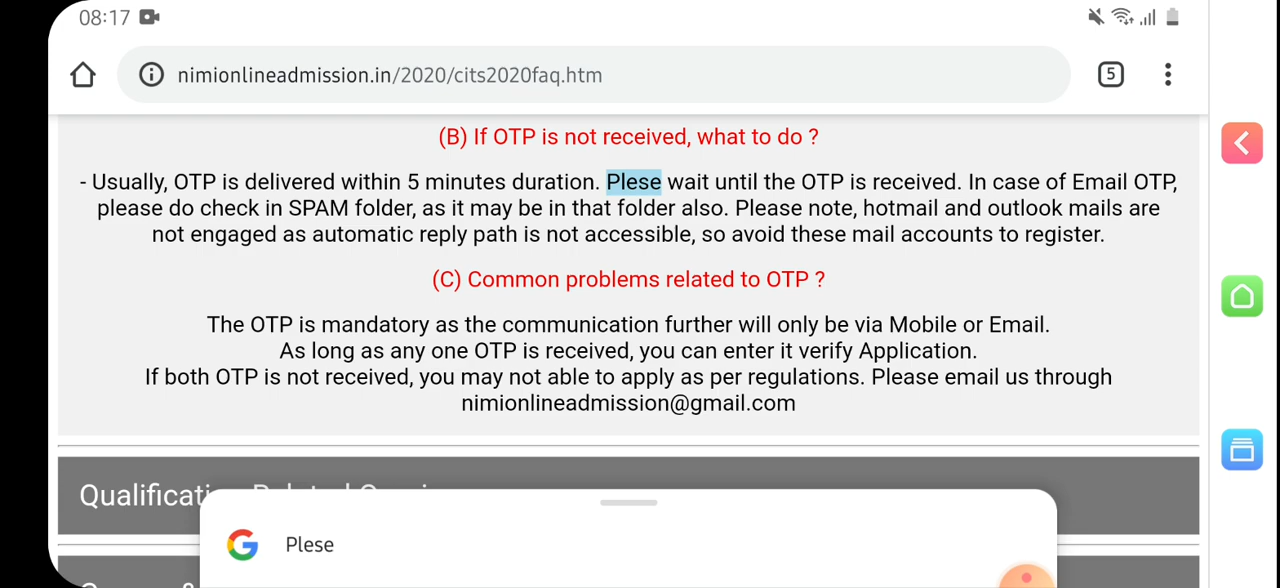 08:17
nimionlineadmission.in/2020/cits2020faq.htm
5
(B) If OTP is not received, what to do ?
- Usually, OTP is delivered within 5 minutes duration. Plese wait until the OTP is received. In case of Email OTP,
please do check in SPAM folder, as it may be in that folder also. Please note, hotmail and outlook mails are
not engaged as automatic reply path is not accessible, so avoid these mail accounts to register.
(C) Common problems related to OTP ?
The OTP is mandatory as the communication further will only be via Mobile or Email.
As long as any one OTP is received, you can enter it verify Application.
If both OTP is not received, you may not able to apply as per regulations. Please email us through
nimionlineadmission@gmail.com
Plese